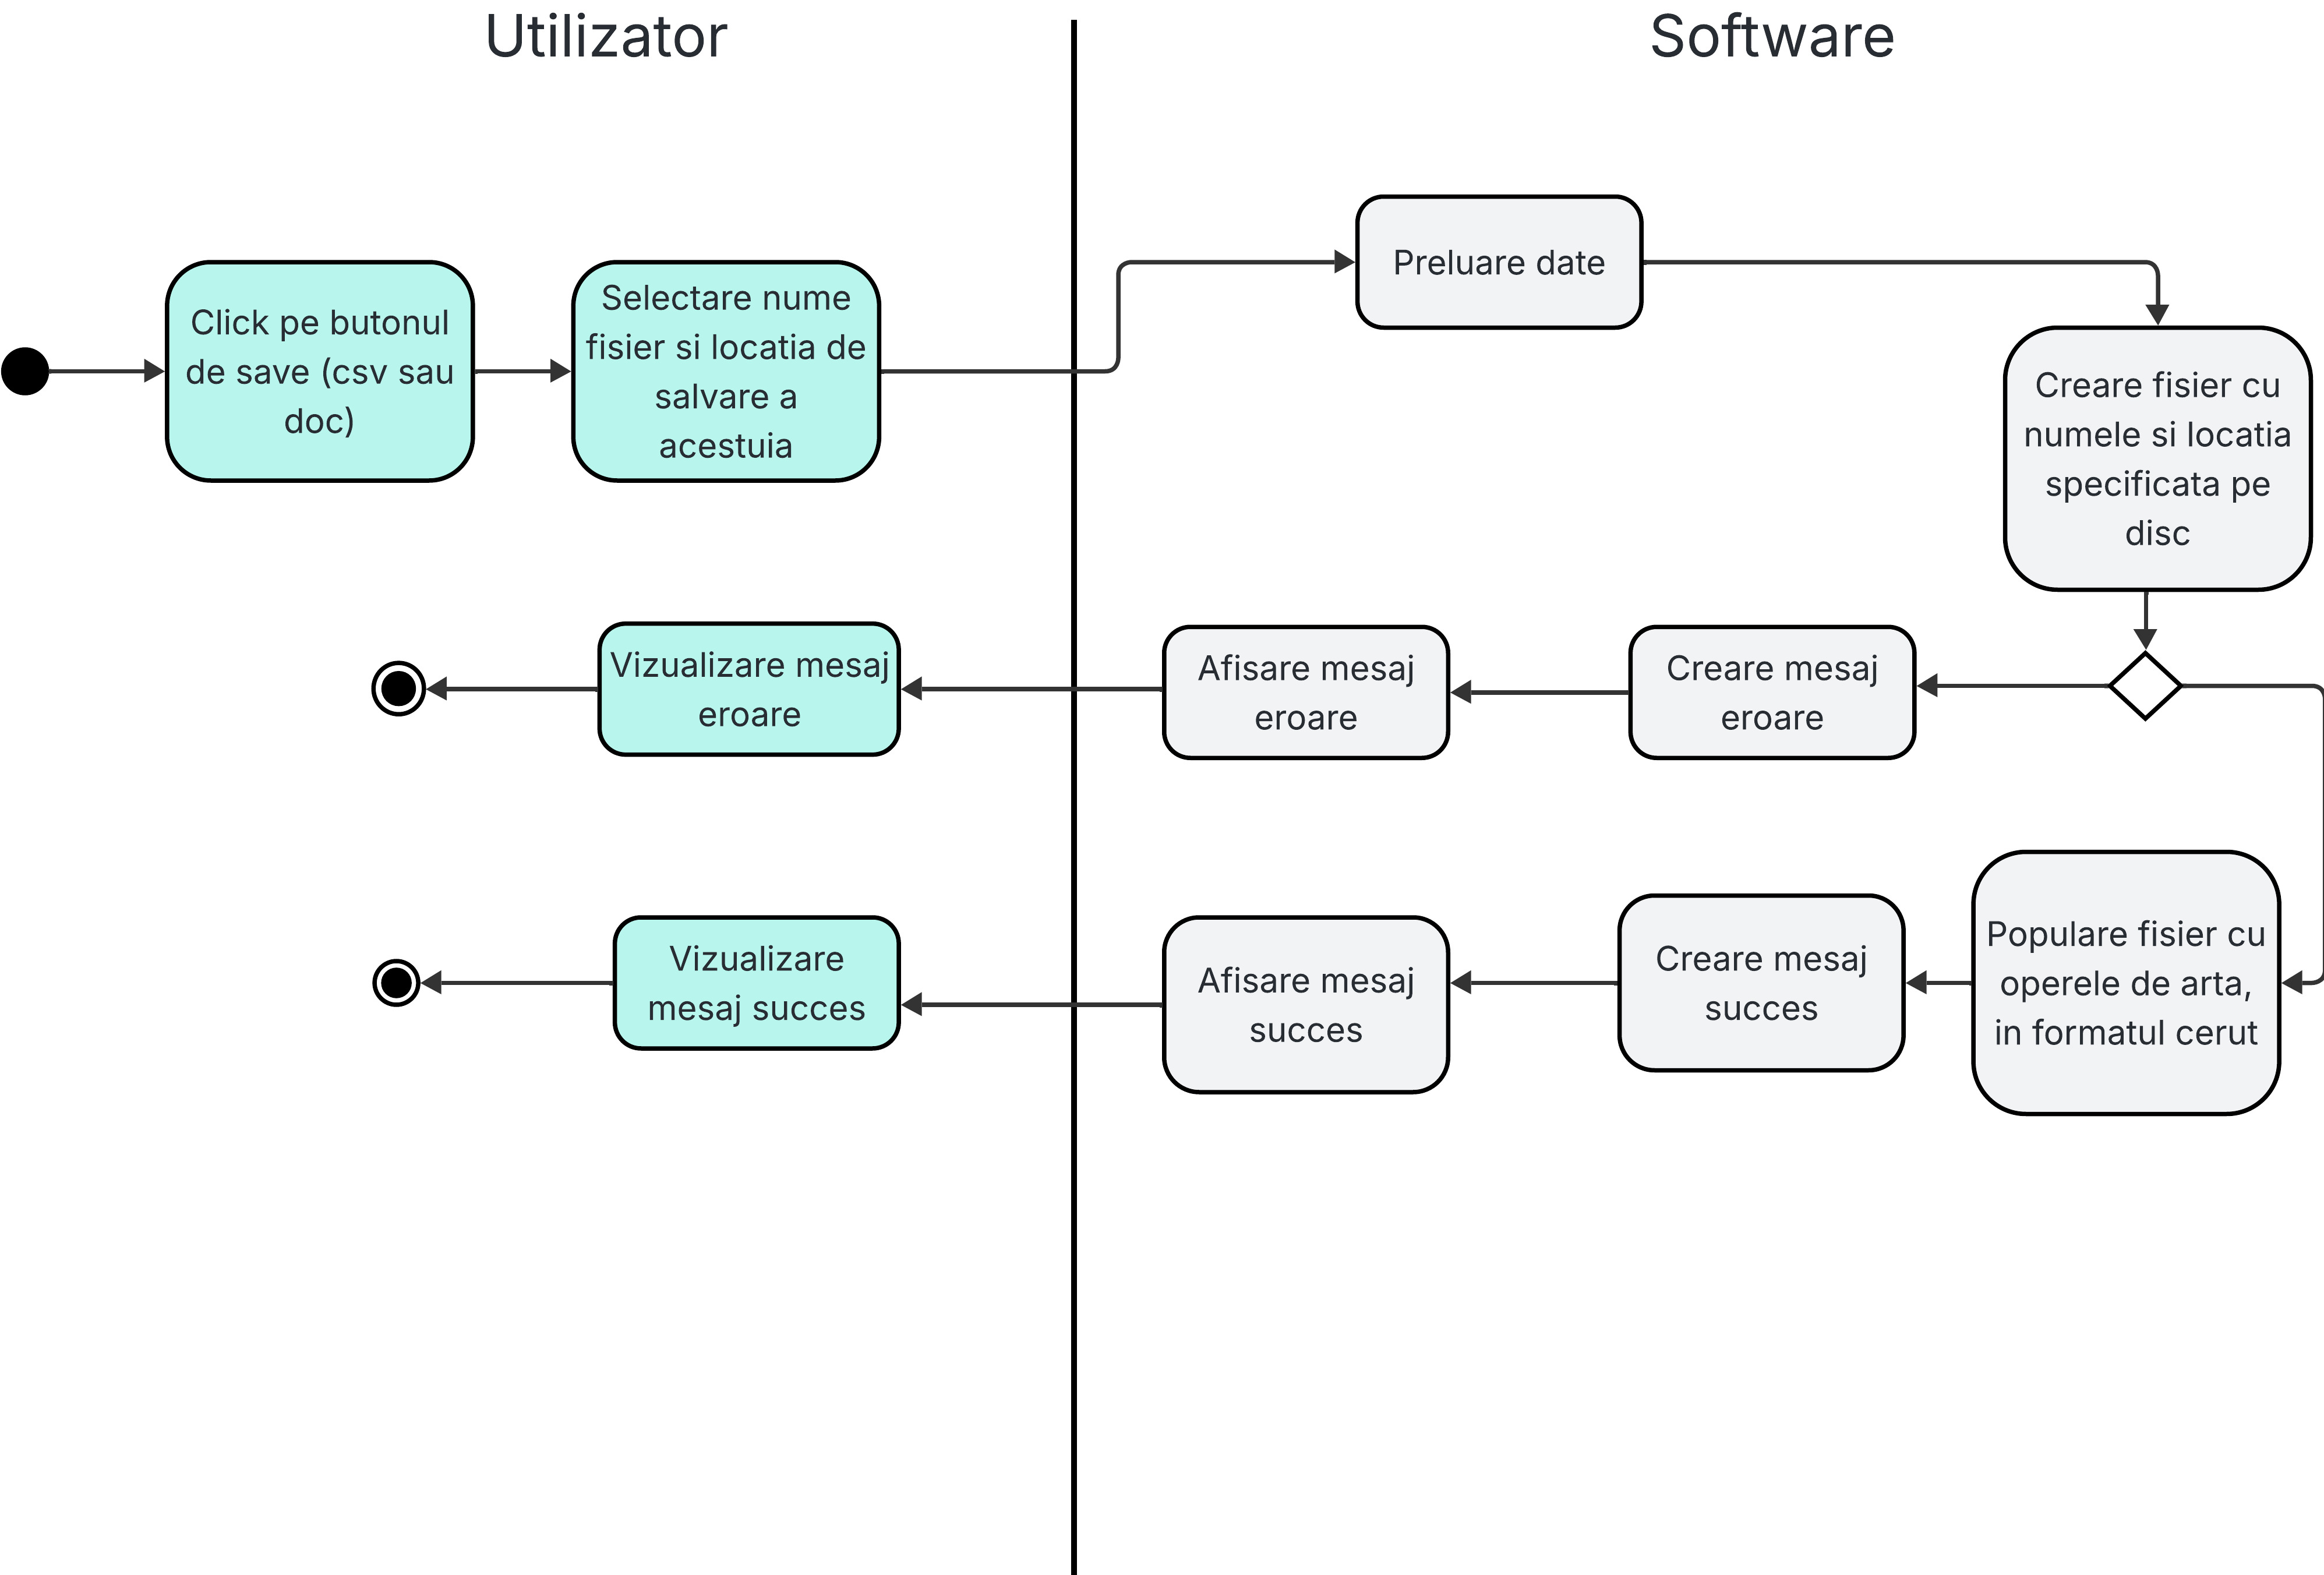 Utilizator
Software
Click pe butonul
de save (csv sau
doc)
Selectare nume
fisier si locatia de
salvare a
acestuia
Preluare date
Creare fisier cu
numele si locatia
specificata pe
disc
Vizualizare mesaj
eroare
Afisare mesaj
eroare
Creare mesaj
eroare
Vizualizare
mesaj succes
Afisare mesaj
succes
Creare mesaj
succes
Populare fisier cu
operele de arta,
in formatul cerut